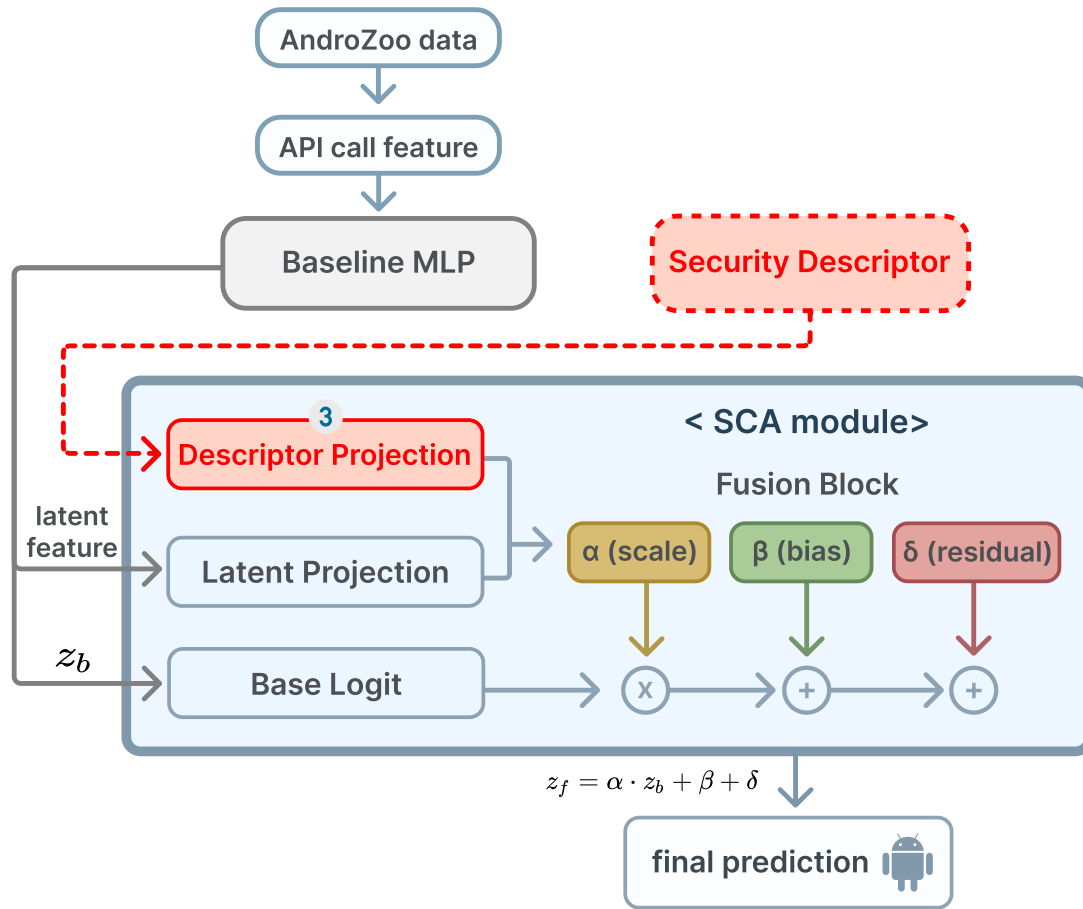 AndroZoo data
API call feature
Baseline MLP
Security Descriptor
3
Descriptor Projection
< SCA module>
Fusion Block
latent
feature
Latent Projection
α (scale)
β (bias)
δ (residual)
z_b
Base Logit
x
+
+
z_f = α · z_b + β + δ
final prediction